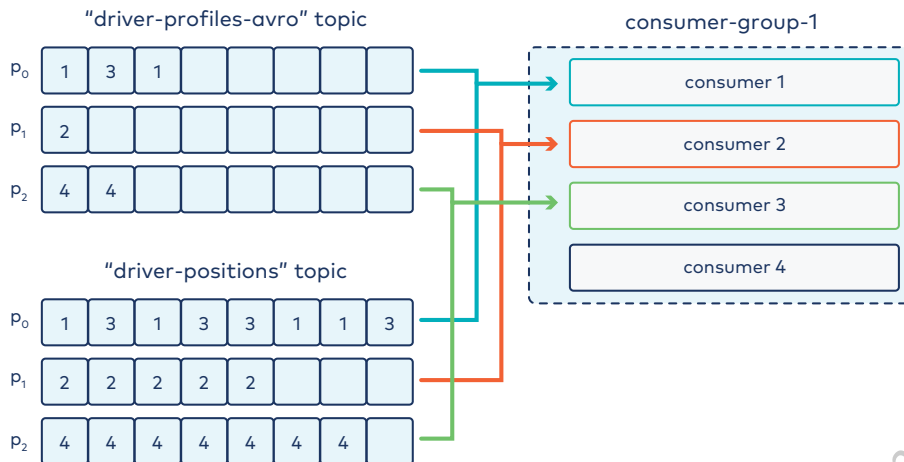 “driver-profiles-avro” topic
p₀ 1 3 1
p₁ 2
p₂ 4 4
“driver-positions” topic
p₀ 1 3 1 3 3 1 1 3
p₁ 2 2 2 2 2
p₂ 4 4 4 4 4 4 4
consumer-group-1
consumer 1
consumer 2
consumer 3
consumer 4